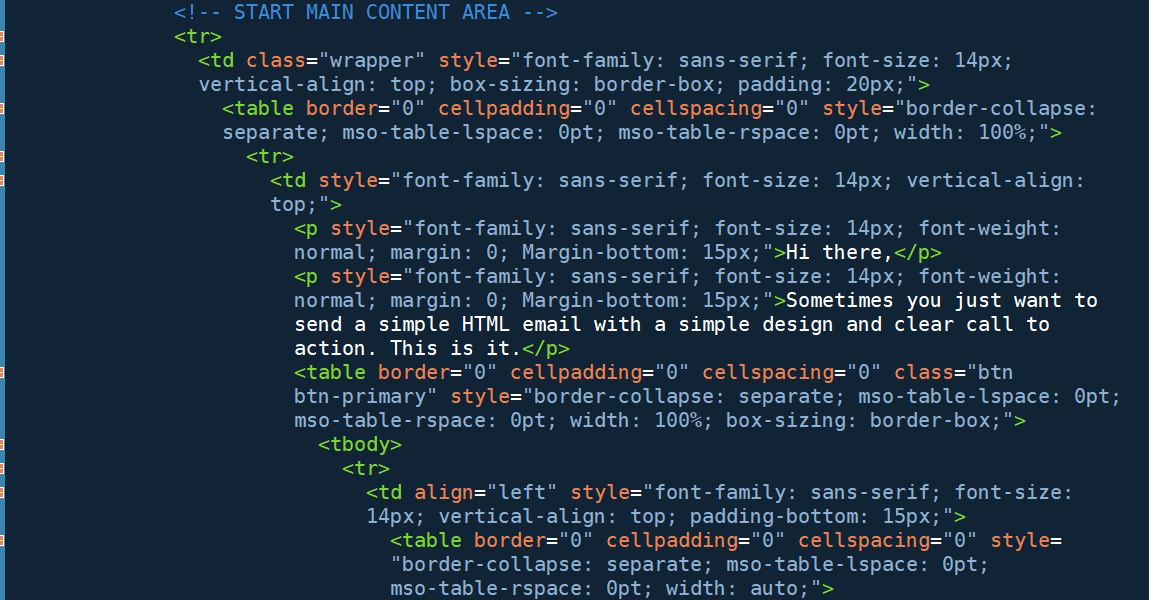 <!-- START MAIN CONTENT AREA -->
<tr>
<td class="wrapper" style="font-family: sans-serif; font-size: 14px;
vertical-align: top; box-sizing: border-box; padding: 20px;">
<table border="0" cellpadding="0" cellspacing="0" style="border-collapse:
separate; mso-table-lspace: 0pt; mso-table-rspace: 0pt; width: 100%;">
<tr>
<td style="font-family: sans-serif; font-size: 14px; vertical-align:
top;">
<p style="font-family: sans-serif; font-size: 14px; font-weight:
normal; margin: 0; Margin-bottom: 15px;">Hi there,</p>
<p style="font-family: sans-serif; font-size: 14px; font-weight:
normal; margin: 0; Margin-bottom: 15px;">Sometimes you just want to
send a simple HTML email with a simple design and clear call to
action. This is it.</p>
<table border="0" cellpadding="0" cellspacing="0" class="btn
btn-primary" style="border-collapse: separate; mso-table-lspace: 0pt;
mso-table-rspace: 0pt; width: 100%; box-sizing: border-box;">
<tbody>
<tr>
<td align="left" style="font-family: sans-serif; font-size:
14px; vertical-align: top; padding-bottom: 15px;">
<table border="0" cellpadding="0" cellspacing="0" style=
"border-collapse: separate; mso-table-lspace: 0pt;
mso-table-rspace: 0pt; width: auto;">